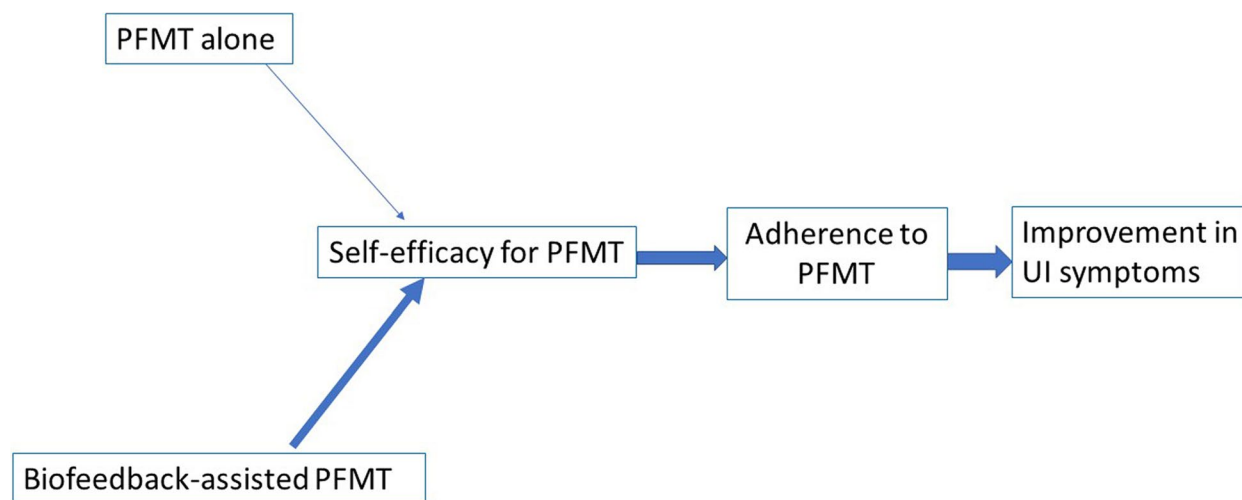 PFMT alone
Self-efficacy for PFMT
Adherence to
PFMT
Improvement in
UI symptoms
Biofeedback-assisted PFMT